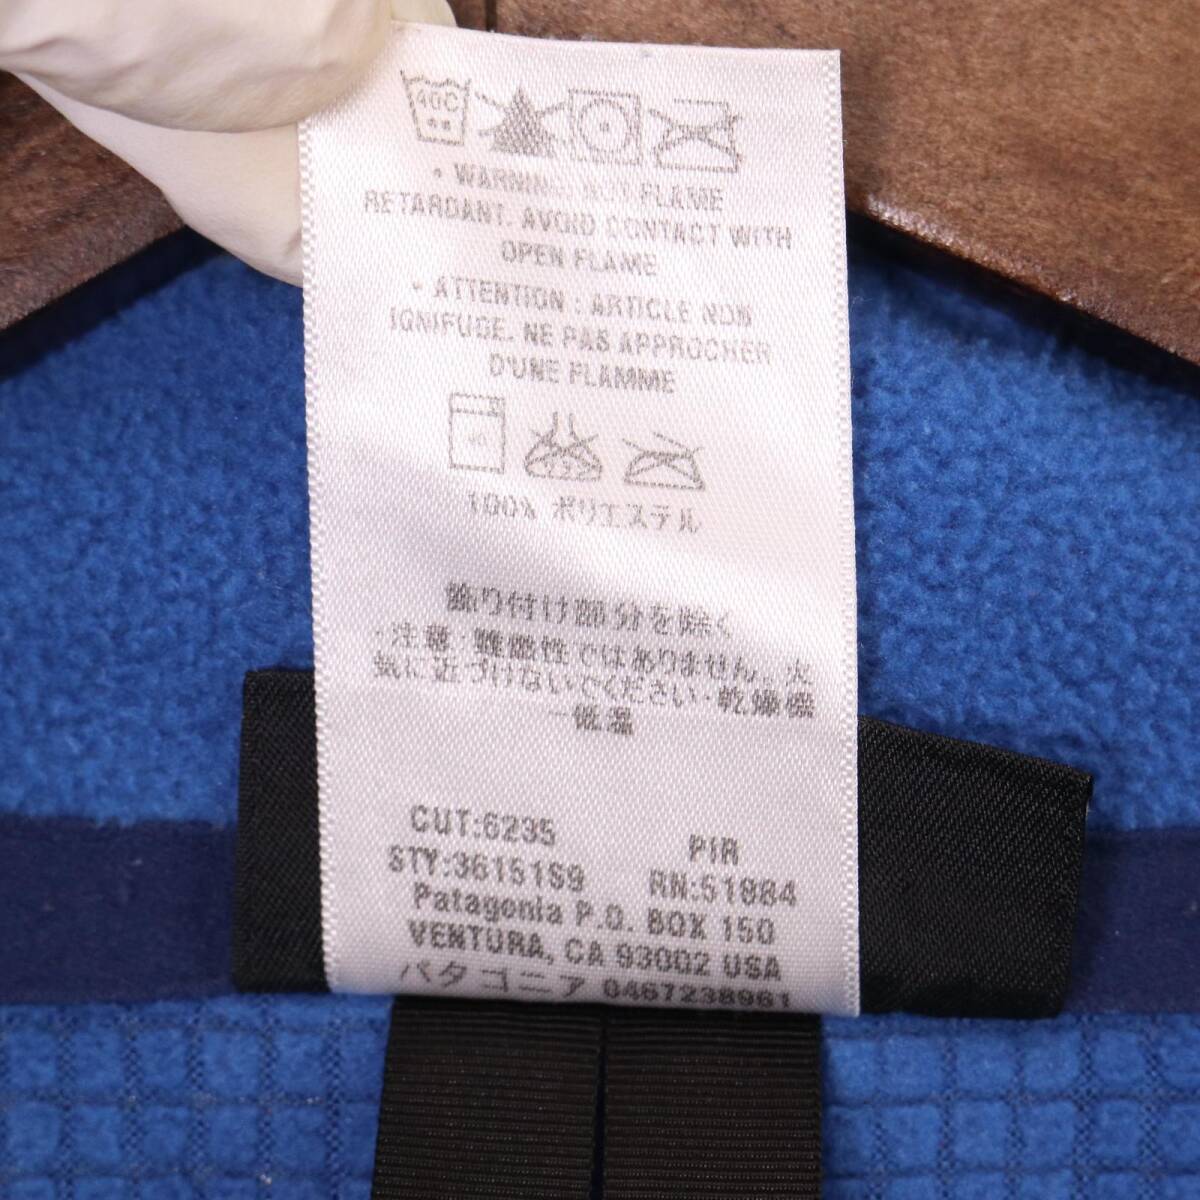 40C
• WARNING: NOT FLAME
RETARDANT. AVOID CONTACT WITH
OPEN FLAME
• ATTENTION : ARTICLE NON
IGNIFUGE. NE PAS APPROCHER
D'UNE FLAMME
40
100% ポリエステル
飾り付け部分を除く
・注意:難燃性ではありません、火
気に近づけないでください・乾燥機
ー低温
CUT:6235
PIR
STY:36151S9
RN:51884
Patagonia P.O. BOX 150
VENTURA, CA 93002 USA
パタゴニア 0467238961